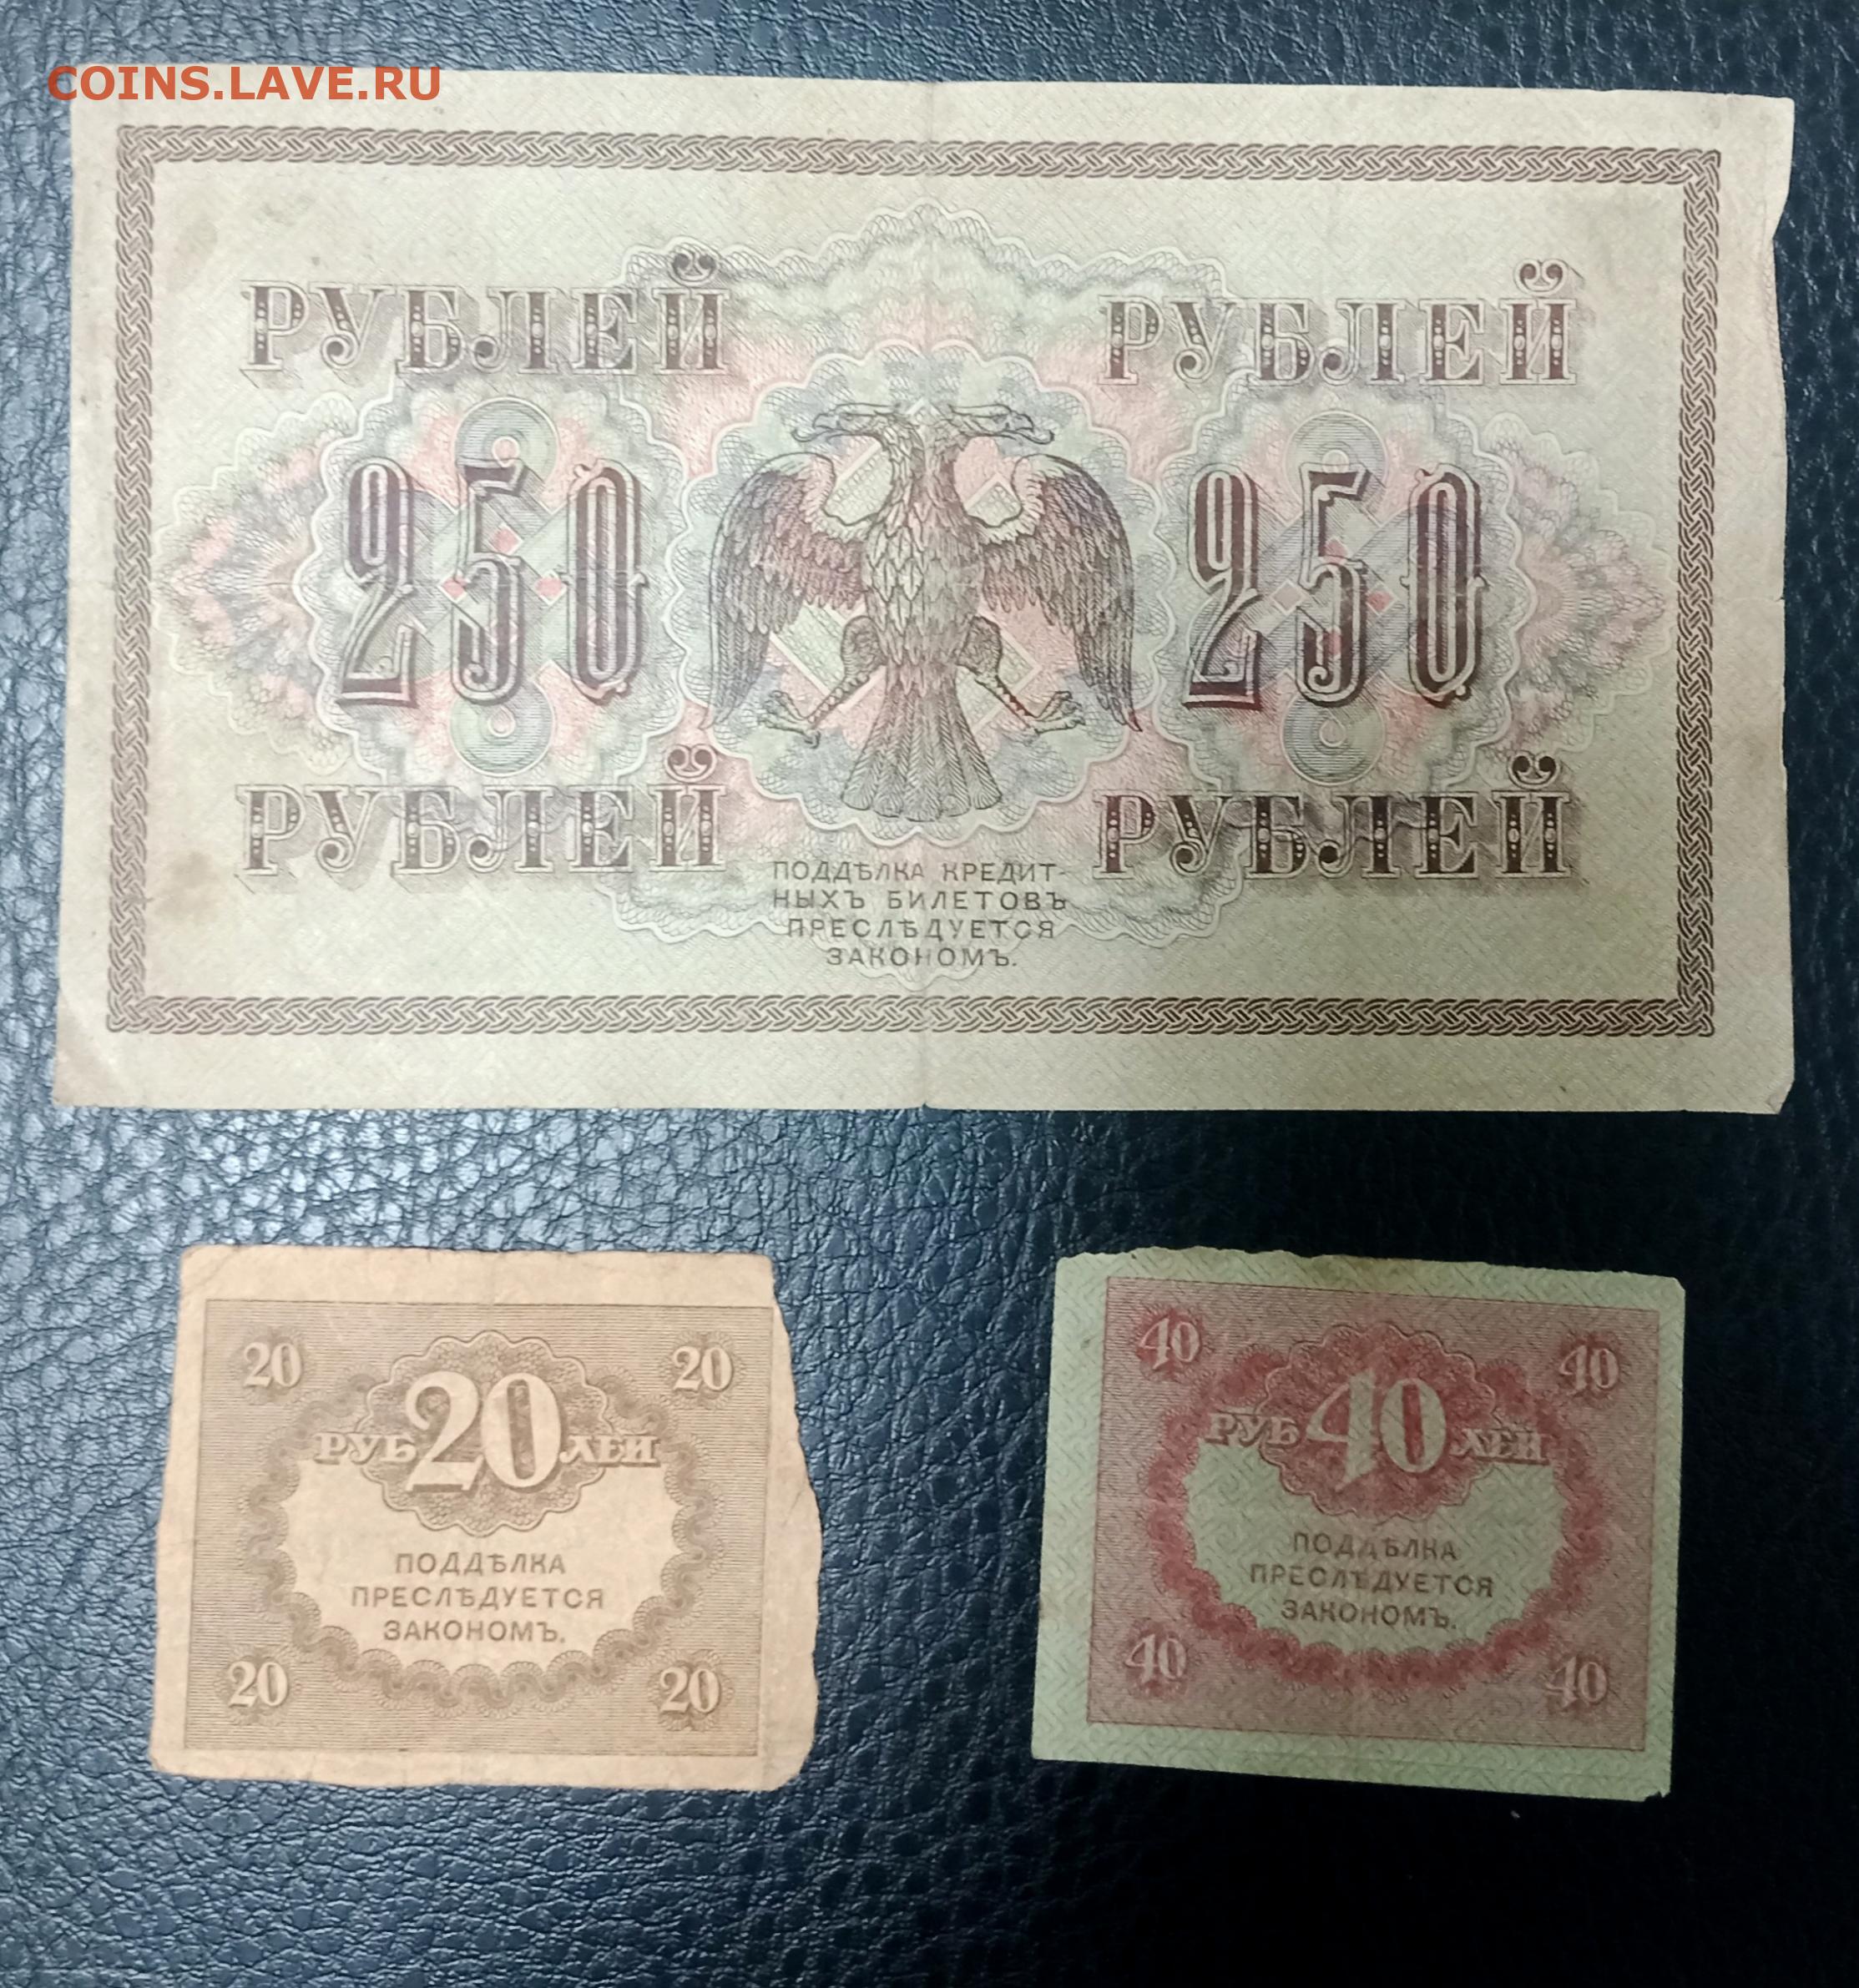 COINS.LAVE.RU
РУБЛЕЙ РУБЛЕЙ
250 250
РУБЛЕЙ РУБЛЕЙ
ПОДДѢЛКА КРЕДИТ-
НЫХЪ БИЛЕТОВЪ
ПРЕСЛѢДУЕТСЯ
ЗАКОНОМЪ.
20 20
РУБ 20 ЛЕЙ
ПОДДѢЛКА
ПРЕСЛѢДУЕТСЯ
ЗАКОНОМЪ.
20 20
40 40
РУБ 40 ЛЕЙ
ПОДДѢЛКА
ПРЕСЛѢДУЕТСЯ
ЗАКОНОМЪ.
40 40